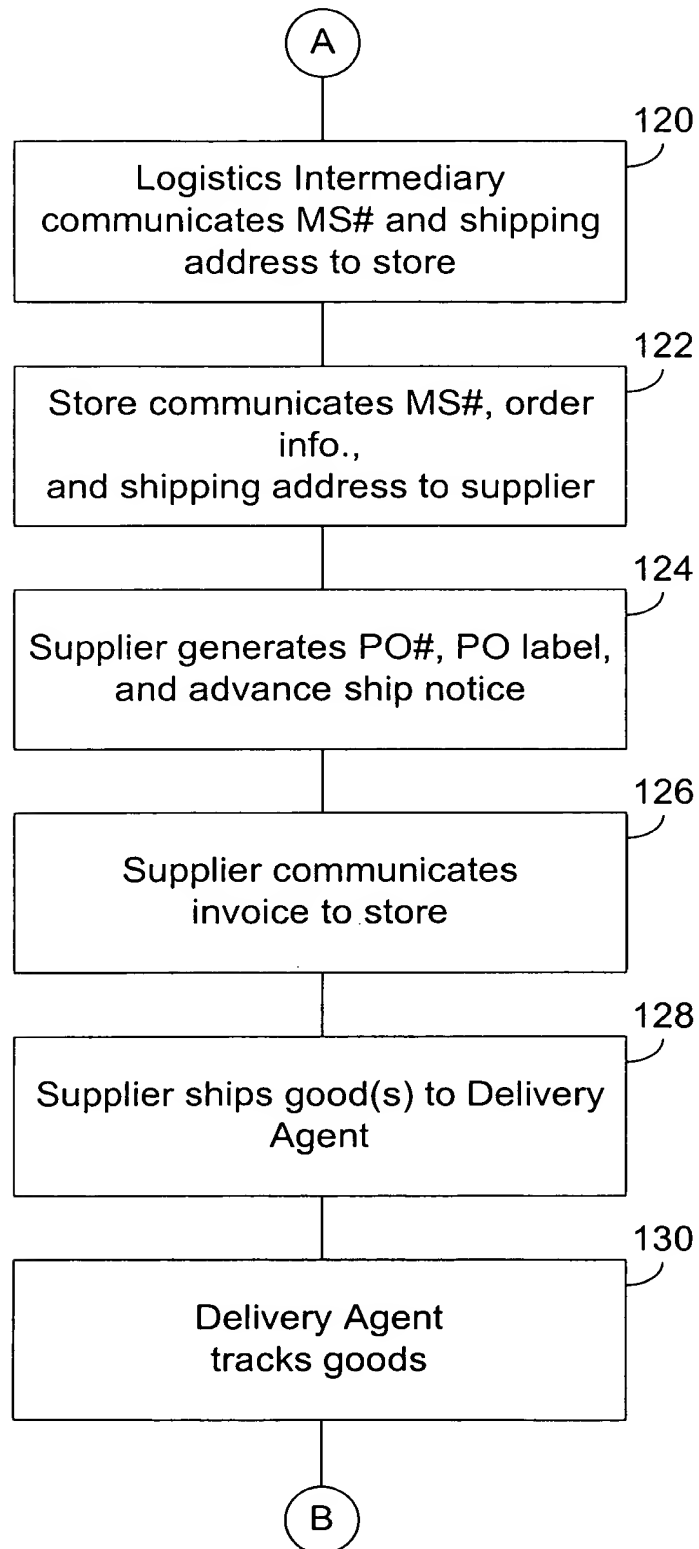 A
120
Logistics Intermediary
communicates MS# and shipping
address to store
122
Store communicates MS#, order
info.,
and shipping address to supplier
124
Supplier generates PO#, PO label,
and advance ship notice
126
Supplier communicates
invoice to store
128
Supplier ships good(s) to Delivery
Agent
130
Delivery Agent
tracks goods
B